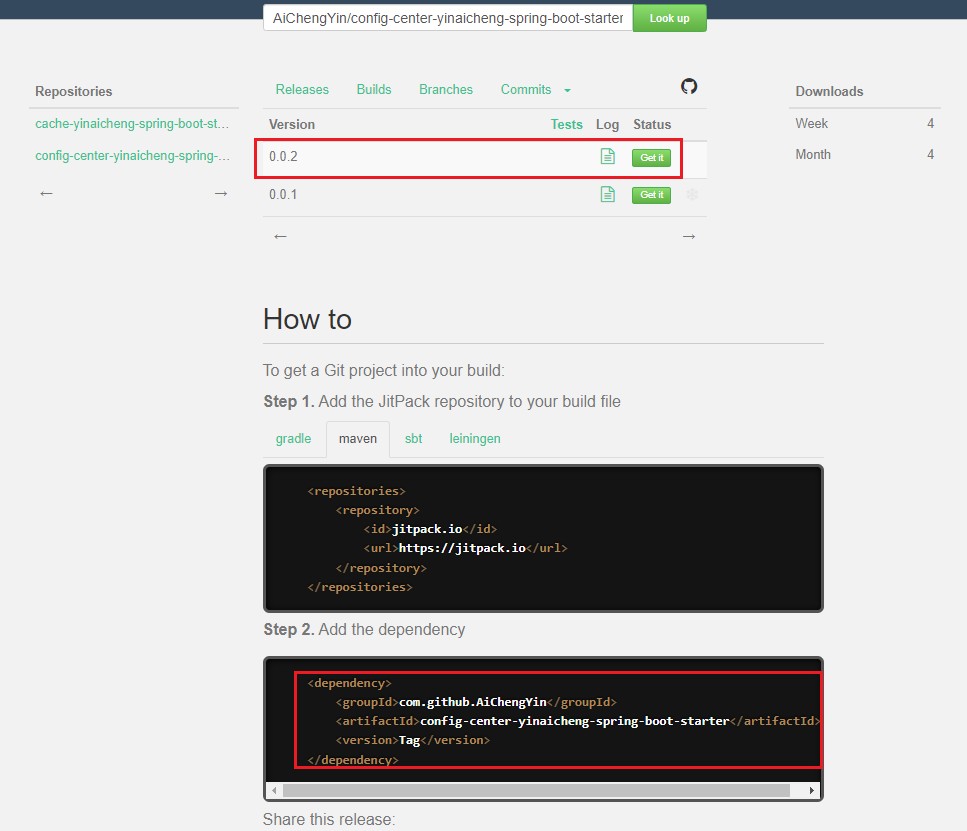 AiChengYin/config-center-yinaicheng-spring-boot-starter Look up
Repositories
cache-yinaicheng-spring-boot-st...
config-center-yinaicheng-spring-...
← →
Releases Builds Branches Commits
Version Tests Log Status
0.0.2 Get it
0.0.1 Get it
← →
Downloads
Week 4
Month 4
How to
To get a Git project into your build:
Step 1. Add the JitPack repository to your build file
gradle maven sbt leiningen
<repositories>
<repository>
<id>jitpack.io</id>
<url>https://jitpack.io</url>
</repository>
</repositories>
Step 2. Add the dependency
<dependency>
<groupId>com.github.AiChengYin</groupId>
<artifactId>config-center-yinaicheng-spring-boot-starter</artifactId>
<version>Tag</version>
</dependency>
Share this release: